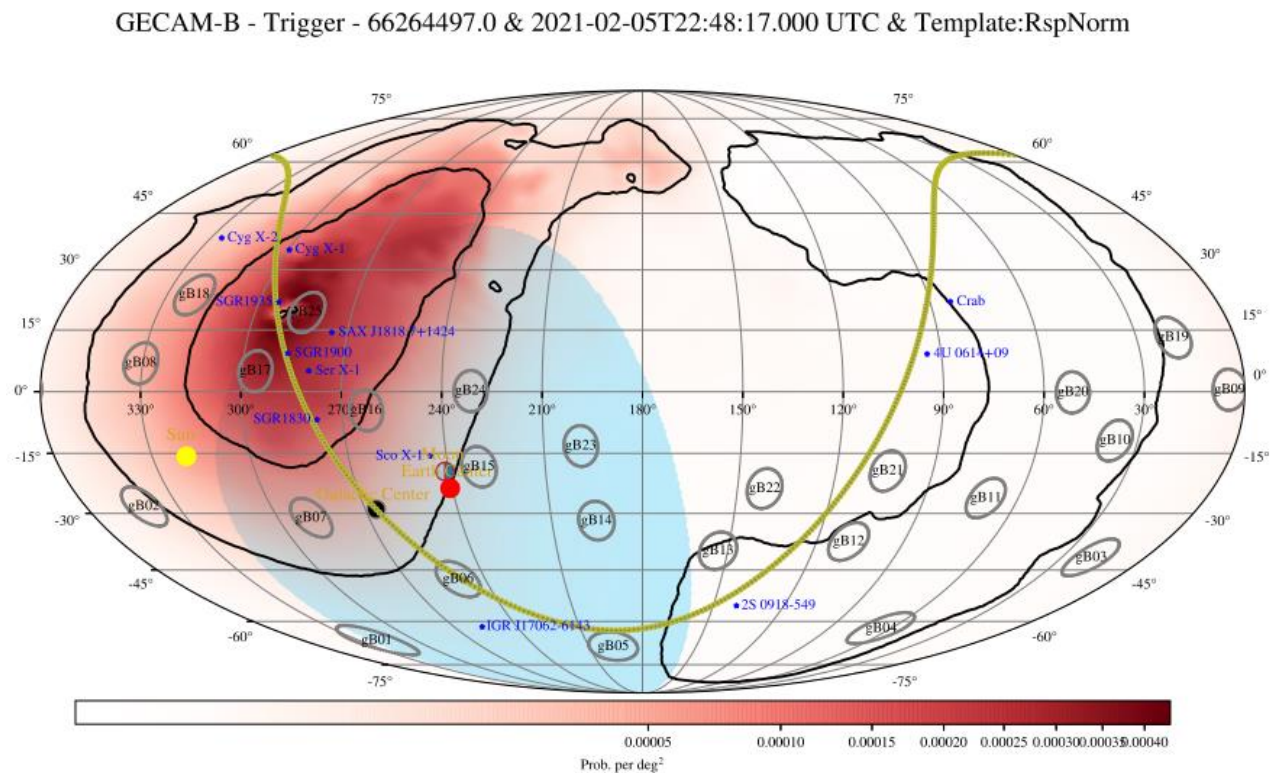 GECAM-B - Trigger - 66264497.0 & 2021-02-05T22:48:17.000 UTC & Template:RspNorm
75° 75°
60° 60°
45° 45°
Cyg X-2 Cyg X-1
30° 30°
gB18 SGR1935 gB25 Crab
15° SAX J1818.7+1424 gB19 15°
gB08 SGR1900 4U 0614+09
gB17 Ser X-1
0° gB24 gB20 gB09 0°
330° 300° 270° 240° 210° 150° 120° 90° 60° 30°
SGR1830 gB16
Sun gB23 gB10
-15° Sco X-1 Moon -15°
Earth Center gB15 gB21
gB22
Galactic Center gB11
gB02 gB07 gB14
-30° -30°
gB12
gB13 gB03
-45° gB06 -45°
2S 0918-549
IGR J17062-6143 gB04
-60° gB01 gB05 -60°
-75° -75°
0.00005 0.00010 0.00015 0.00020 0.00025 0.00030 0.00035 0.00040
Prob. per deg²